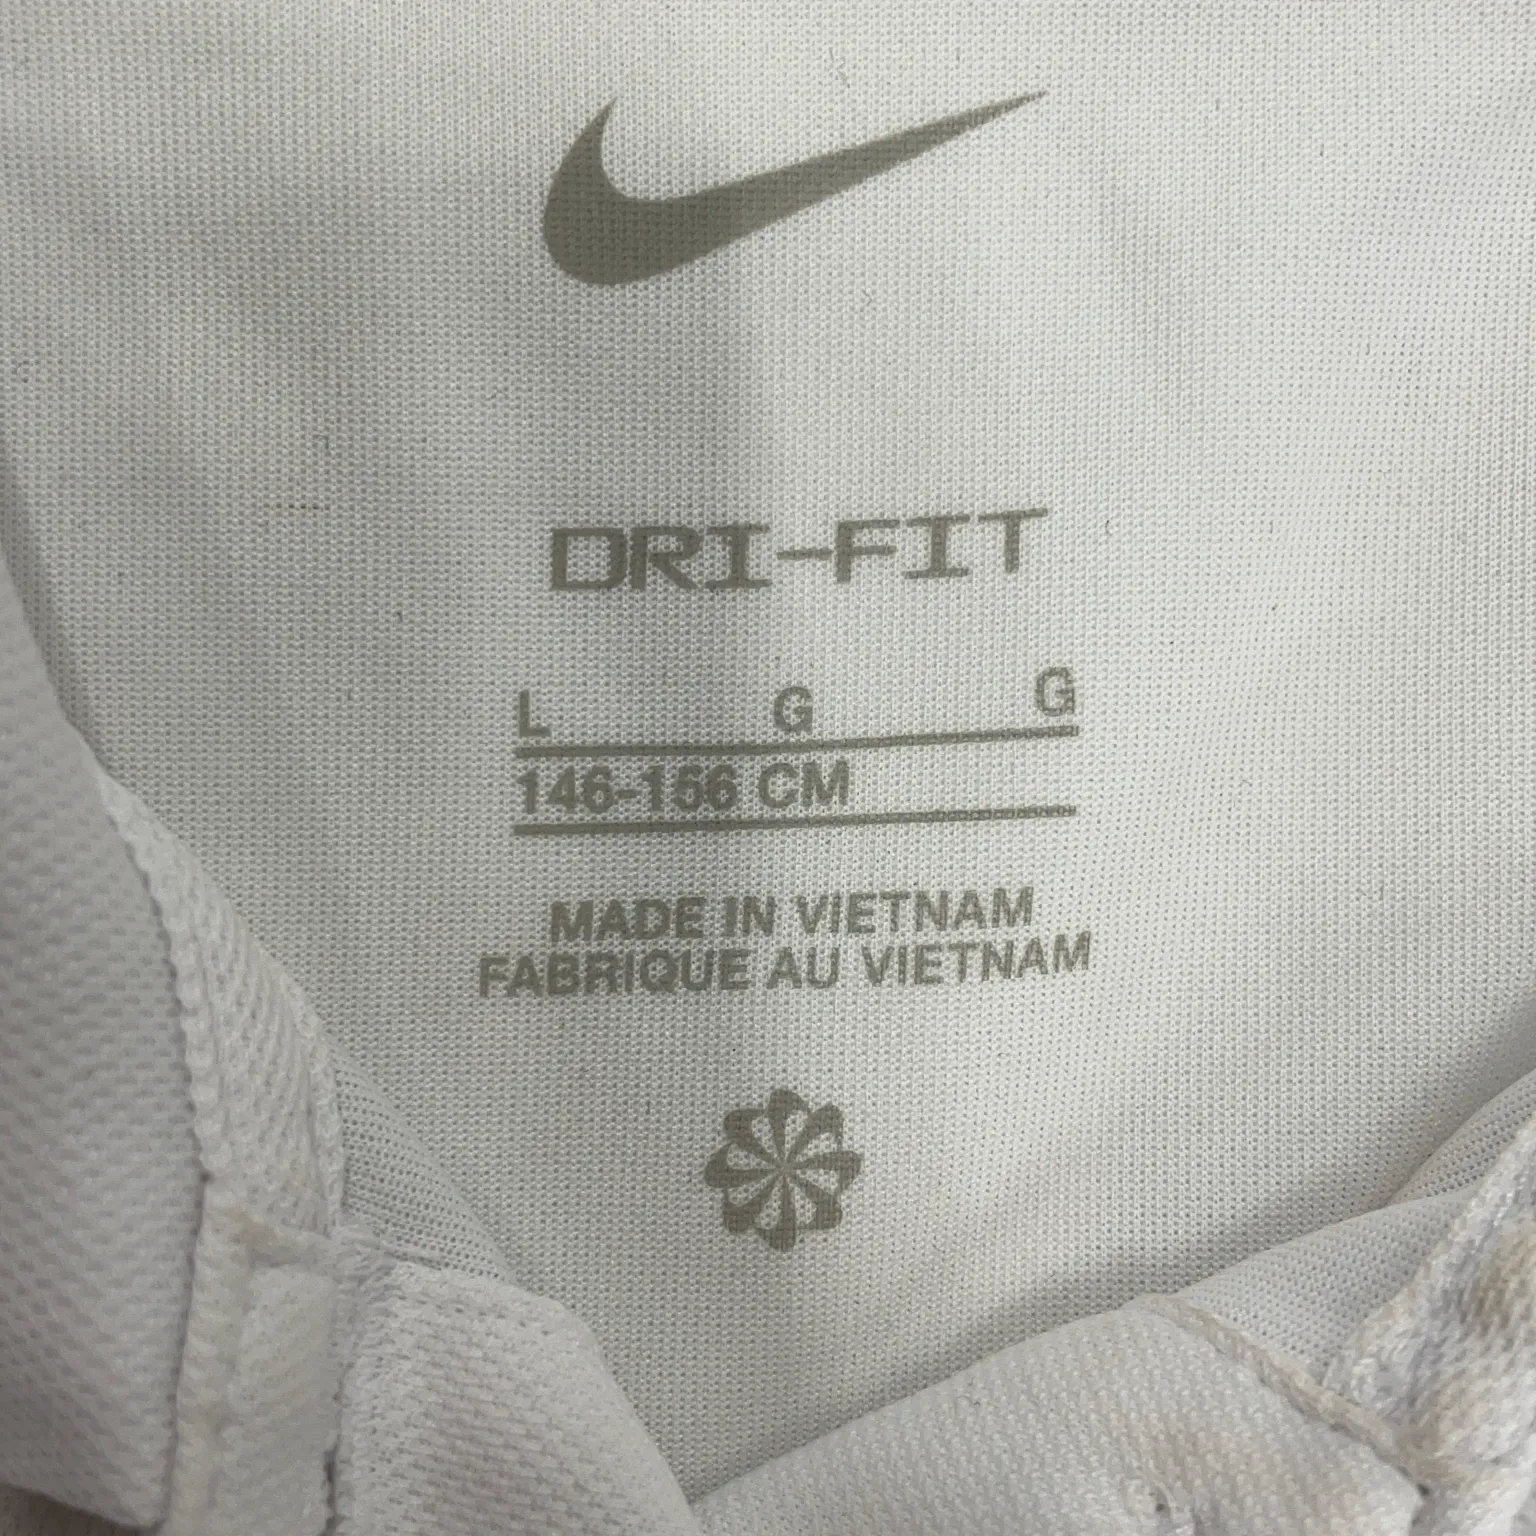 DRI-FIT
L G G
146-156 CM
MADE IN VIETNAM
FABRIQUE AU VIETNAM